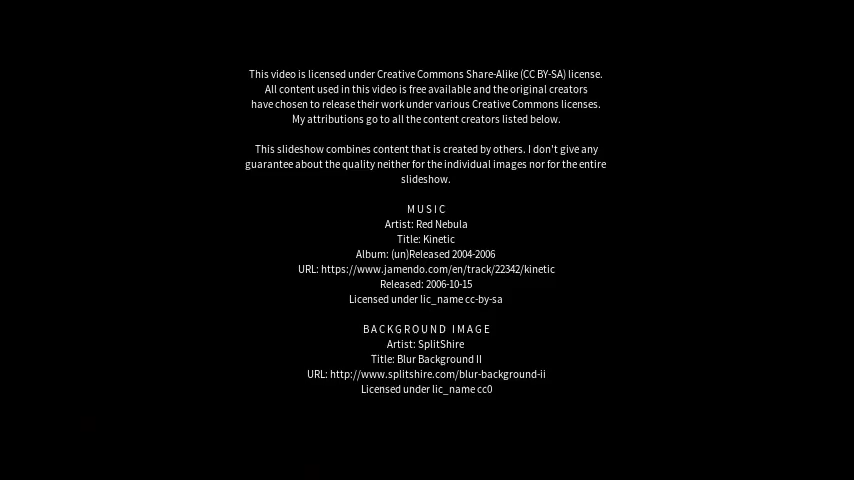 This video is licensed under Creative Commons Share-Alike (CC BY-SA) license.
All content used in this video is free available and the original creators
have chosen to release their work under various Creative Commons licenses.
My attributions go to all the content creators listed below.
This slideshow combines content that is created by others. I don't give any
guarantee about the quality neither for the individual images nor for the entire
slideshow.
MUSIC
Artist: Red Nebula
Title: Kinetic
Album: (un)Released 2004-2006
URL: https://www.jamendo.com/en/track/22342/kinetic
Released: 2006-10-15
Licensed under lic_name cc-by-sa
BACKGROUND IMAGE
Artist: SplitShire
Title: Blur Background II
URL: http://www.splitshire.com/blur-background-ii
Licensed under lic_name cc0